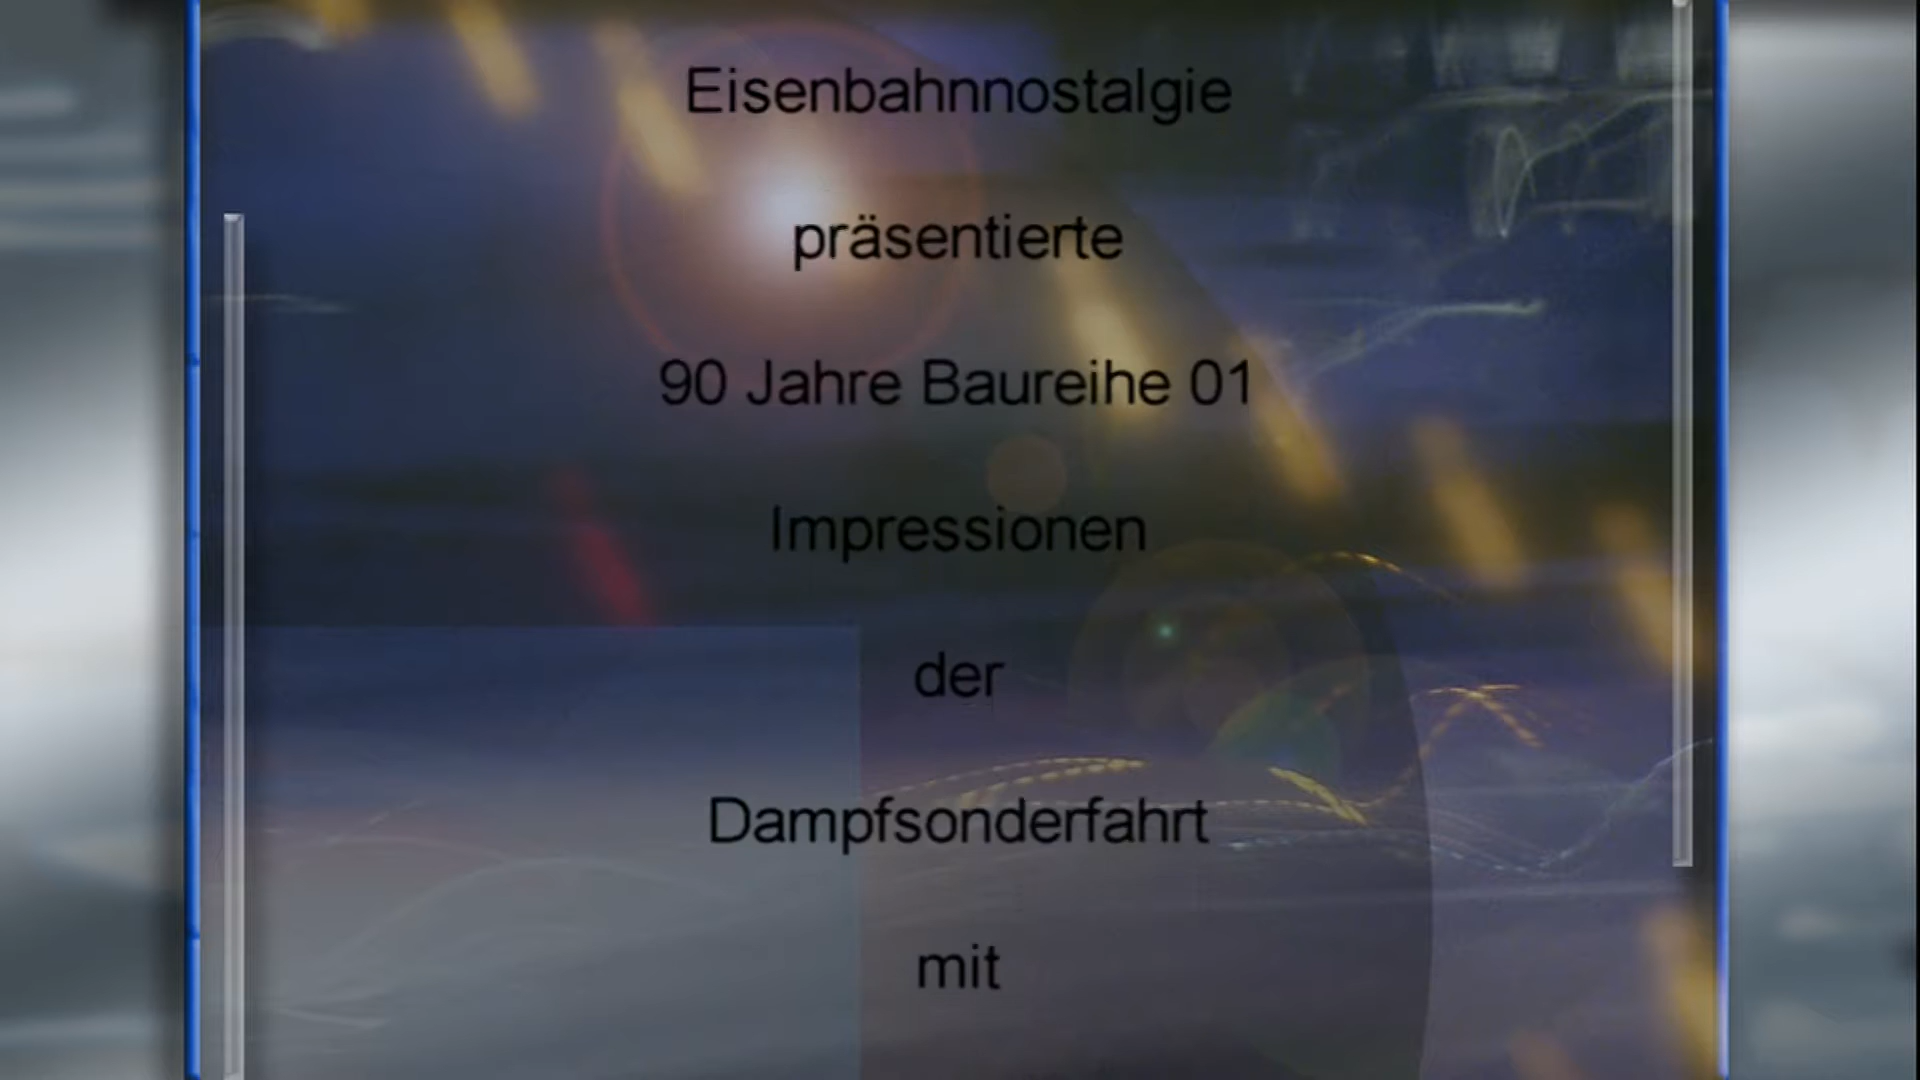 Eisenbahnnostalgie
präsentierte
90 Jahre Baureihe 01
Impressionen
der
Dampfsonderfahrt
mit